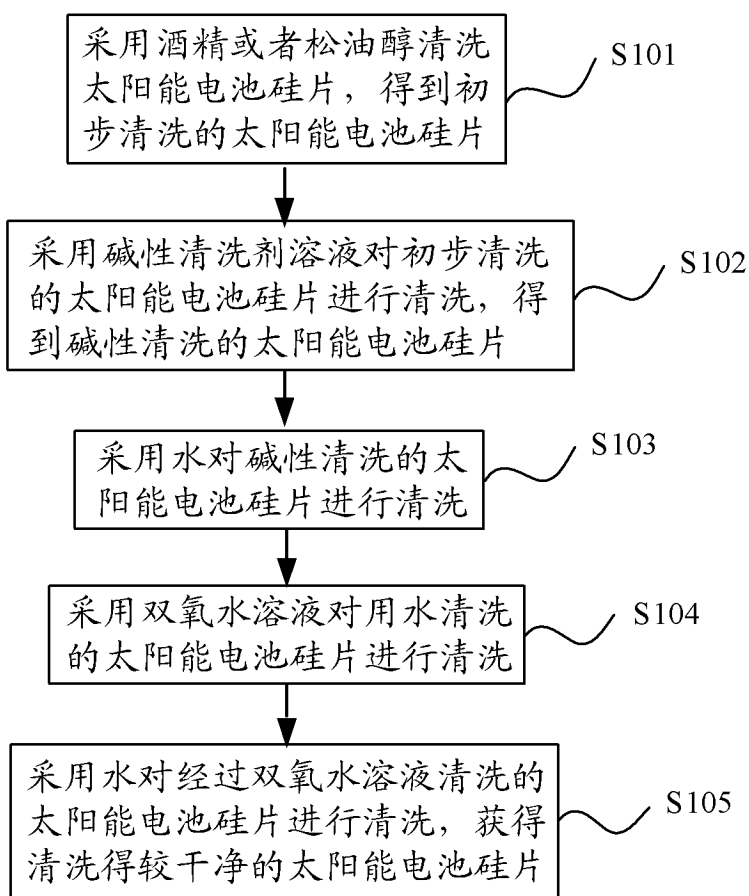 采用酒精或者松油醇清洗
太阳能电池硅片，得到初
步清洗的太阳能电池硅片
S101
采用碱性清洗剂溶液对初步清洗
的太阳能电池硅片进行清洗，得
到碱性清洗的太阳能电池硅片
S102
采用水对碱性清洗的太
阳能电池硅片进行清洗
S103
采用双氧水溶液对用水清洗
的太阳能电池硅片进行清洗
S104
采用水对经过双氧水溶液清洗的
太阳能电池硅片进行清洗，获得
清洗得较干净的太阳能电池硅片
S105